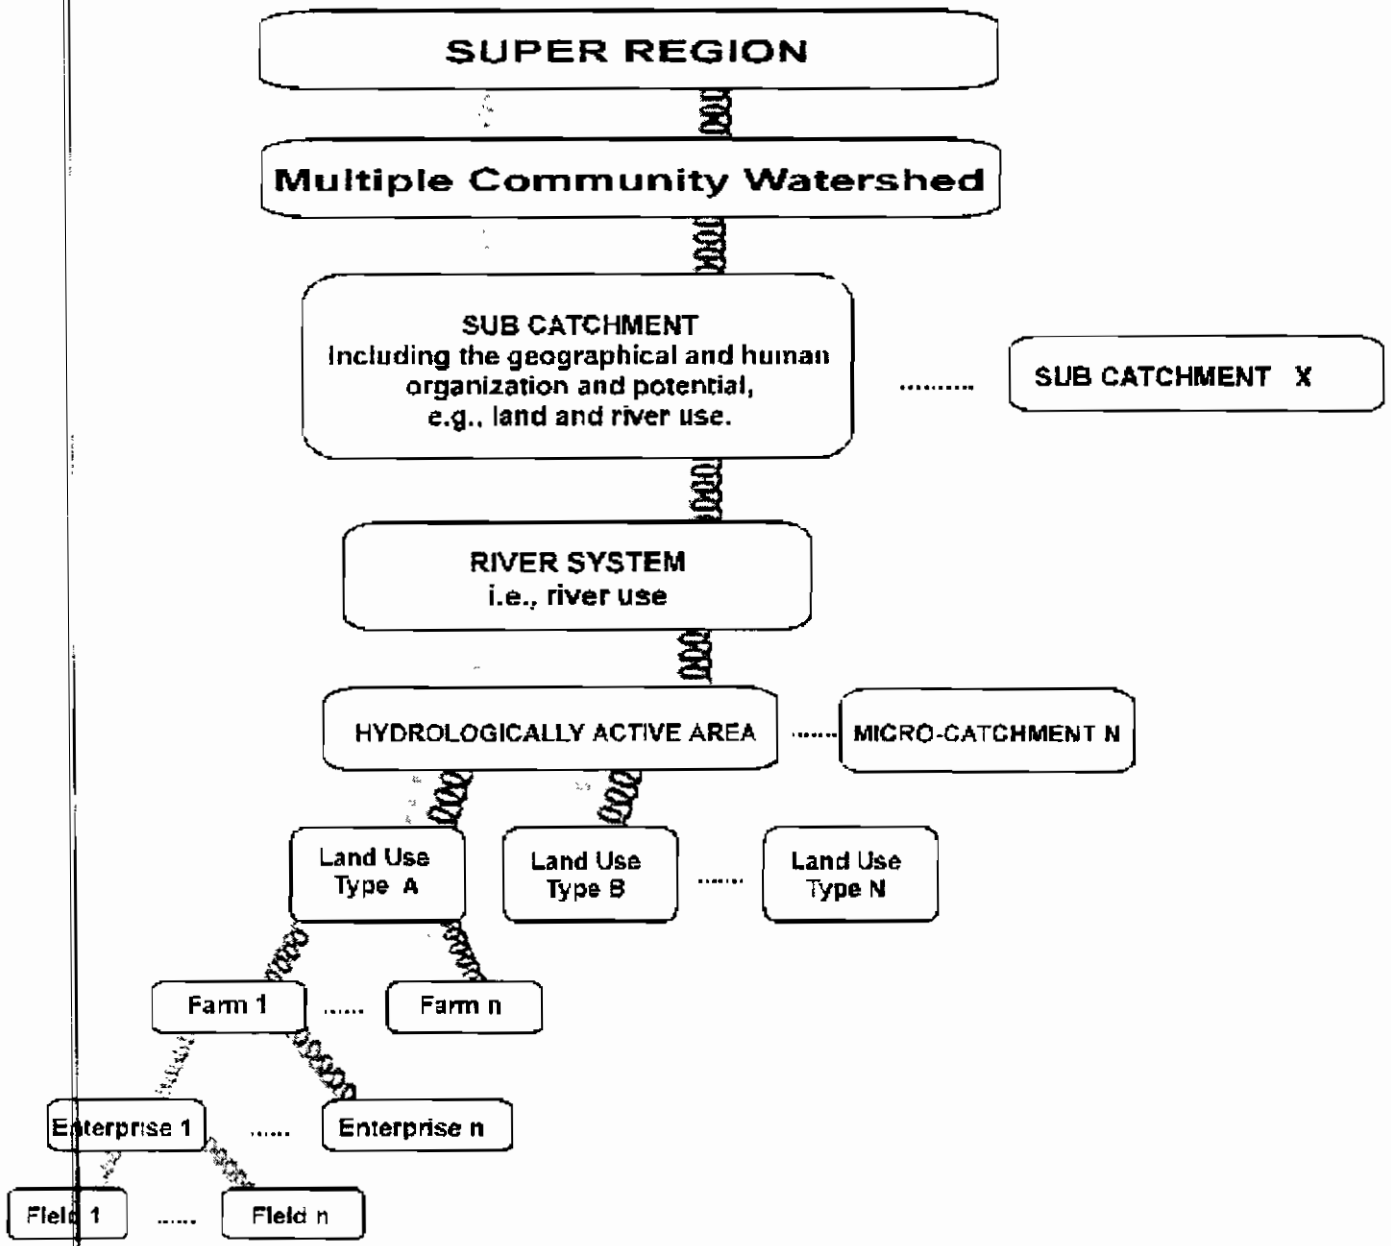 SUPER REGION
Multiple Community Watershed
SUB CATCHMENT
Including the geographical and human
organization and potential,
e.g., land and river use.
.......... SUB CATCHMENT X
RIVER SYSTEM
i.e., river use
HYDROLOGICALLY ACTIVE AREA ....... MICRO-CATCHMENT N
Land Use
Type A
Land Use
Type B
.......
Land Use
Type N
Farm 1 ...... Farm n
Enterprise 1 ...... Enterprise n
Field 1 ...... Field n